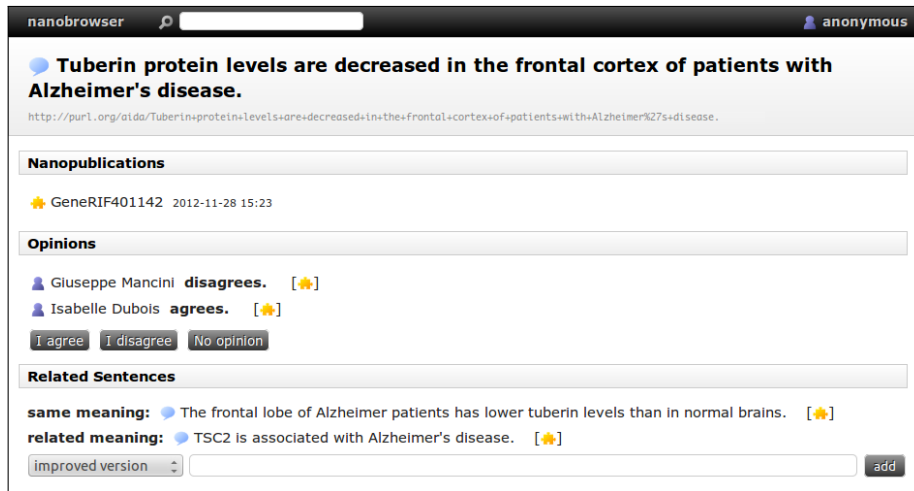 nanobrowser anonymous
Tuberin protein levels are decreased in the frontal cortex of patients with
Alzheimer's disease.
http://purl.org/aida/Tuberin+protein+levels+are+decreased+in+the+frontal+cortex+of+patients+with+Alzheimer%27s+disease.
Nanopublications
GeneRIF401142 2012-11-28 15:23
Opinions
Giuseppe Mancini disagrees. [ ]
Isabelle Dubois agrees. [ ]
I agree I disagree No opinion
Related Sentences
same meaning: The frontal lobe of Alzheimer patients has lower tuberin levels than in normal brains. [ ]
related meaning: TSC2 is associated with Alzheimer's disease. [ ]
improved version add